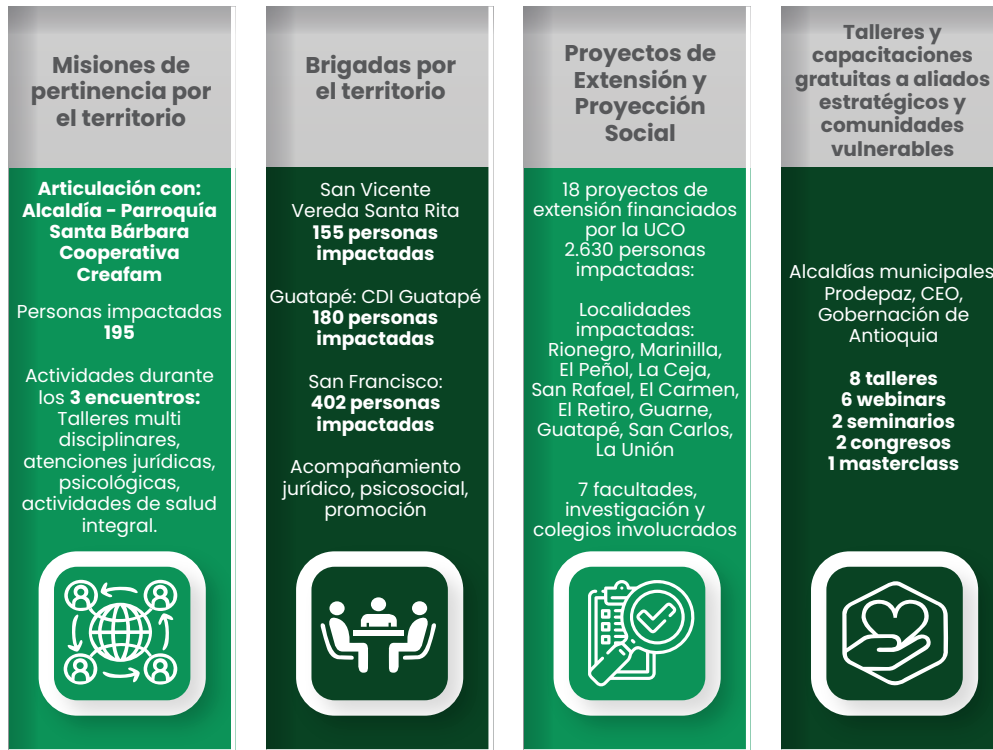 Misiones de
pertinencia por
el territorio
Articulación con:
Alcaldía - Parroquía
Santa Bárbara
Cooperativa
Creafam
Personas impactadas
195
Actividades durante
los 3 encuentros:
Talleres multi
disciplinares,
atenciones jurídicas,
psicológicas,
actividades de salud
integral.
Brigadas por
el territorio
San Vicente
Vereda Santa Rita
155 personas
impactadas
Guatapé: CDI Guatapé
180 personas
impactadas
San Francisco:
402 personas
impactadas
Acompañamiento
jurídico, psicosocial,
promoción
Proyectos de
Extensión y
Proyección
Social
18 proyectos de
extensión financiados
por la UCO
2.630 personas
impactadas:
Localidades
impactadas:
Rionegro, Marinilla,
El Peñol, La Ceja,
San Rafael, El Carmen,
El Retiro, Guarne,
Guatapé, San Carlos,
La Unión
7 facultades,
investigación y
colegios involucrados
Talleres y
capacitaciones
gratuitas a aliados
estratégicos y
comunidades
vulnerables
Alcaldías municipales
Prodepaz, CEO,
Gobernación de
Antioquia
8 talleres
6 webinars
2 seminarios
2 congresos
1 masterclass